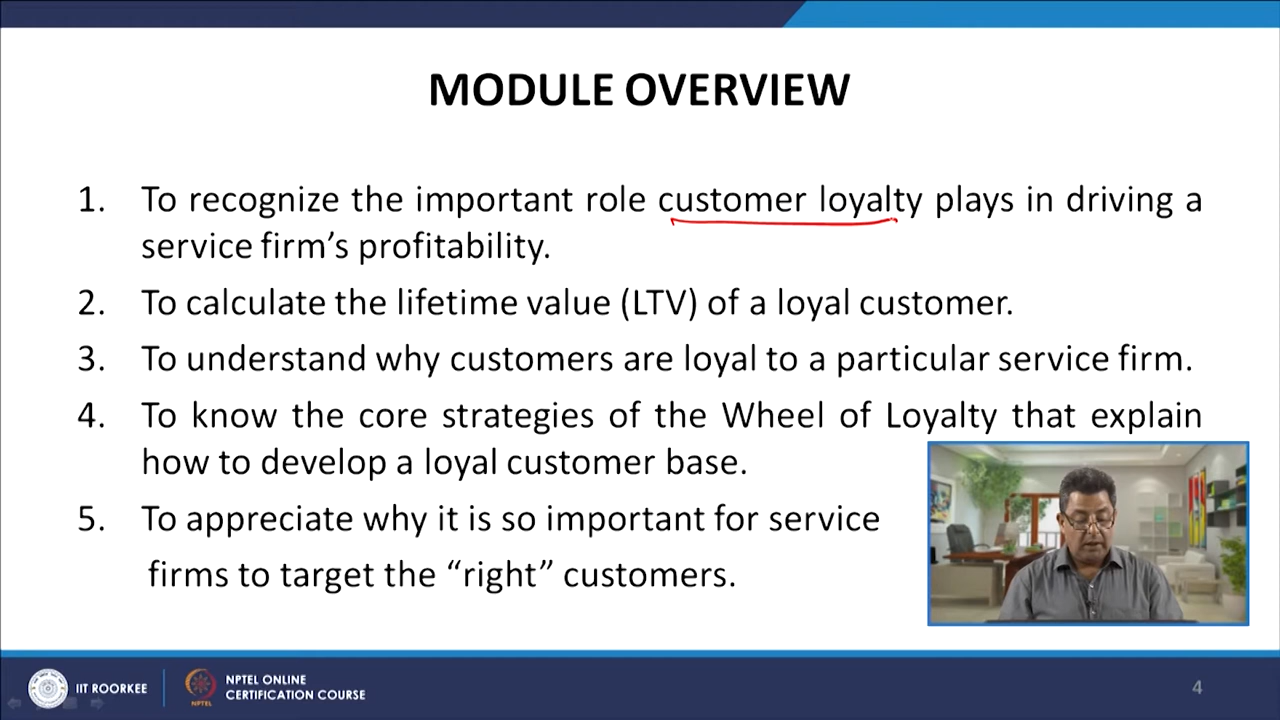 MODULE OVERVIEW
1. To recognize the important role customer loyalty plays in driving a
service firm’s profitability.
2. To calculate the lifetime value (LTV) of a loyal customer.
3. To understand why customers are loyal to a particular service firm.
4. To know the core strategies of the Wheel of Loyalty that explain
how to develop a loyal customer base.
5. To appreciate why it is so important for service
firms to target the “right” customers.
IIT ROORKEE
NPTEL
NPTEL ONLINE
CERTIFICATION COURSE
4